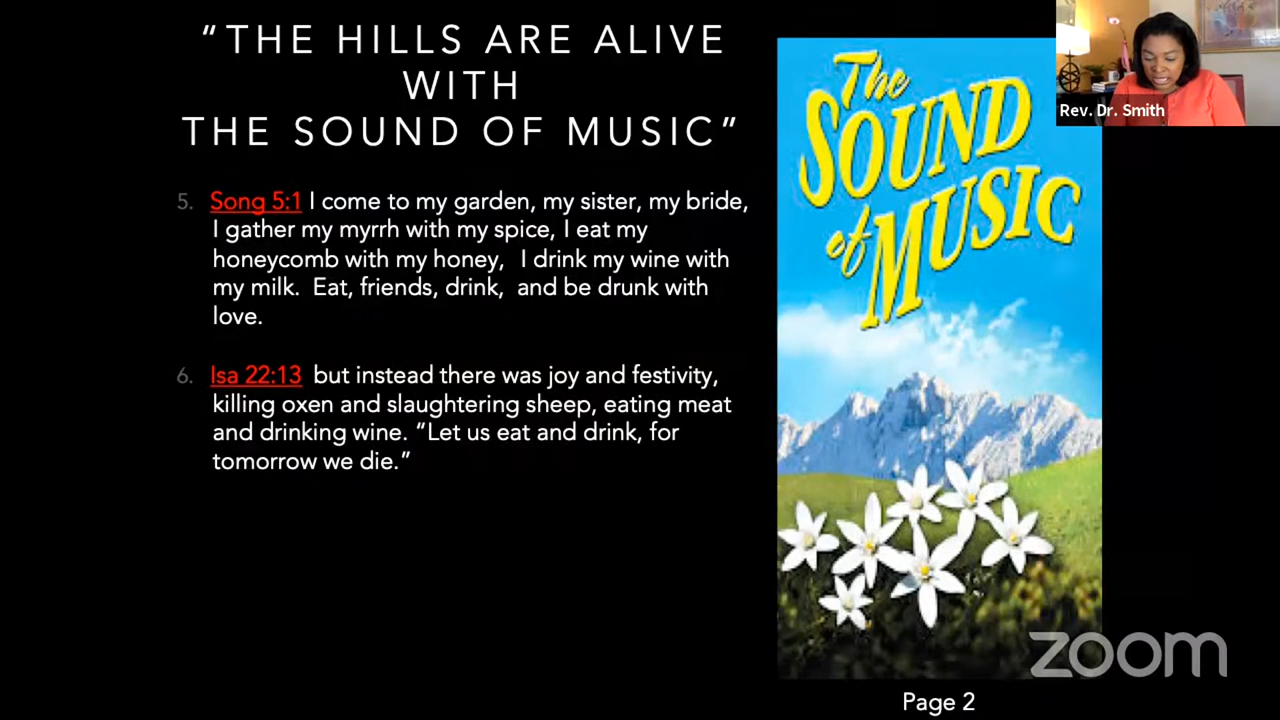 “THE HILLS ARE ALIVE
WITH
THE SOUND OF MUSIC”
5. Song 5:1 I come to my garden, my sister, my bride,
I gather my myrrh with my spice, I eat my
honeycomb with my honey, I drink my wine with
my milk. Eat, friends, drink, and be drunk with
love.
6. Isa 22:13 but instead there was joy and festivity,
killing oxen and slaughtering sheep, eating meat
and drinking wine. “Let us eat and drink, for
tomorrow we die.”
The
SOUND
of MUSIC
Rev. Dr. Smith
zoom
Page 2